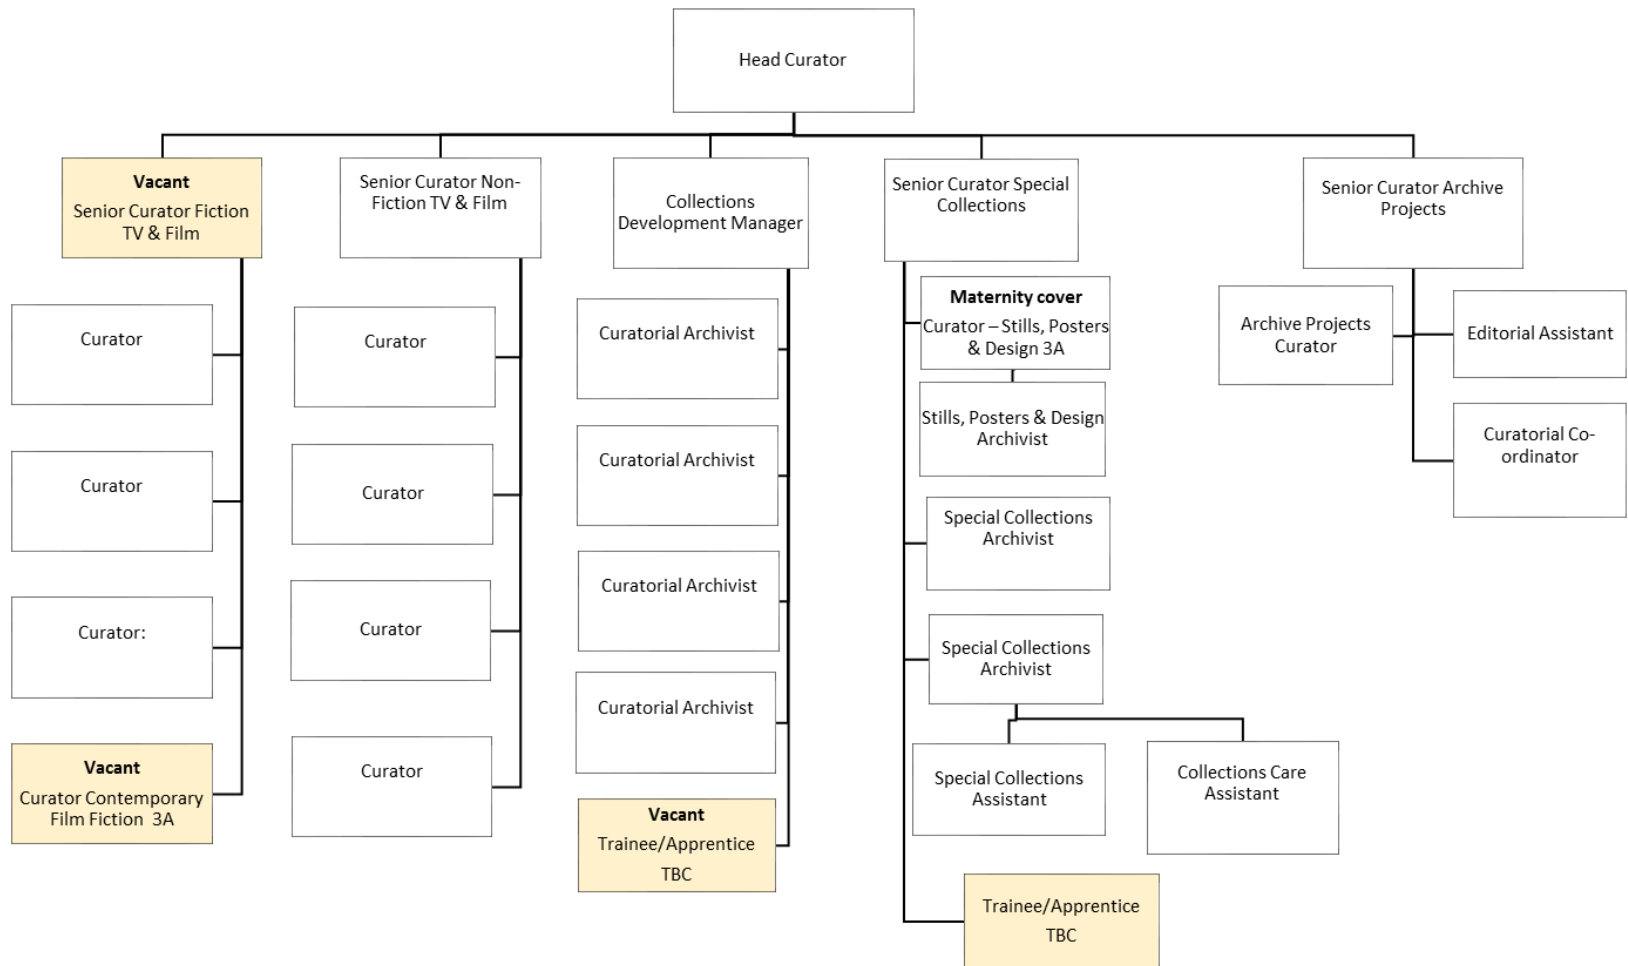 Head Curator
Vacant
Senior Curator Fiction
TV & Film
Senior Curator Non-
Fiction TV & Film
Collections
Development Manager
Senior Curator Special
Collections
Senior Curator Archive
Projects
Curator
Curator
Curator:
Vacant
Curator Contemporary
Film Fiction 3A
Curator
Curator
Curator
Curator
Curatorial Archivist
Curatorial Archivist
Curatorial Archivist
Curatorial Archivist
Vacant
Trainee/Apprentice
TBC
Maternity cover
Curator – Stills, Posters
& Design 3A
Stills, Posters & Design
Archivist
Special Collections
Archivist
Special Collections
Archivist
Special Collections
Assistant
Collections Care
Assistant
Trainee/Apprentice
TBC
Archive Projects
Curator
Editorial Assistant
Curatorial Co-
ordinator